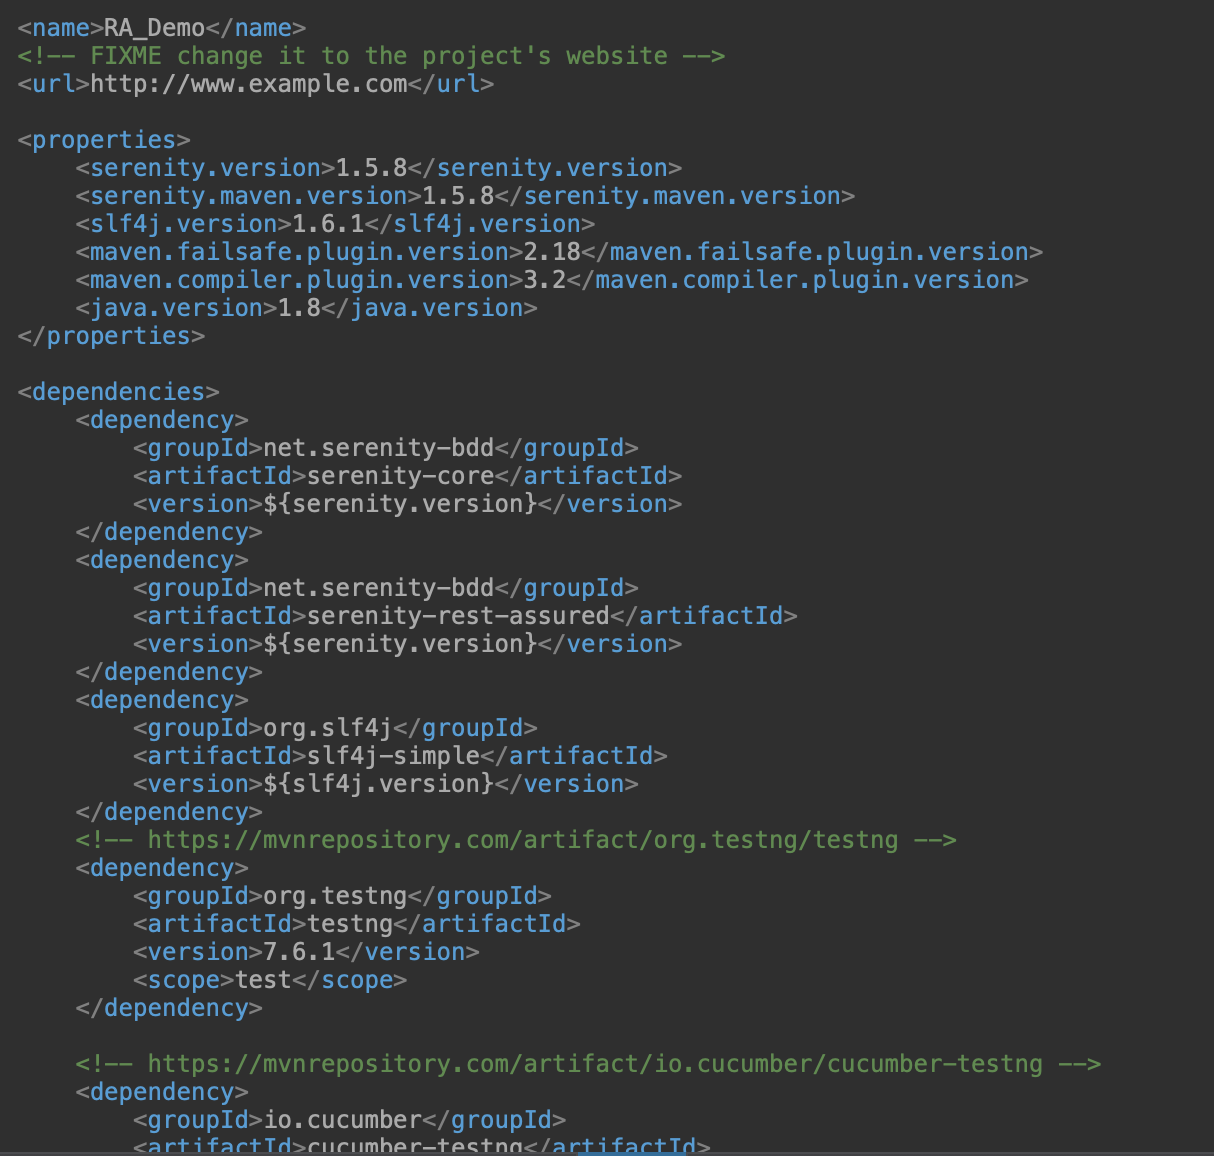 <name>RA_Demo</name>
<!-- FIXME change it to the project's website -->
<url>http://www.example.com</url>
<properties>
<serenity.version>1.5.8</serenity.version>
<serenity.maven.version>1.5.8</serenity.maven.version>
<slf4j.version>1.6.1</slf4j.version>
<maven.failsafe.plugin.version>2.18</maven.failsafe.plugin.version>
<maven.compiler.plugin.version>3.2</maven.compiler.plugin.version>
<java.version>1.8</java.version>
</properties>
<dependencies>
<dependency>
<groupId>net.serenity-bdd</groupId>
<artifactId>serenity-core</artifactId>
<version>${serenity.version}</version>
</dependency>
<dependency>
<groupId>net.serenity-bdd</groupId>
<artifactId>serenity-rest-assured</artifactId>
<version>${serenity.version}</version>
</dependency>
<dependency>
<groupId>org.slf4j</groupId>
<artifactId>slf4j-simple</artifactId>
<version>${slf4j.version}</version>
</dependency>
<!-- https://mvnrepository.com/artifact/org.testng/testng -->
<dependency>
<groupId>org.testng</groupId>
<artifactId>testng</artifactId>
<version>7.6.1</version>
<scope>test</scope>
</dependency>
<!-- https://mvnrepository.com/artifact/io.cucumber/cucumber-testng -->
<dependency>
<groupId>io.cucumber</groupId>
<artifactId>cucumber-testng</artifactId>